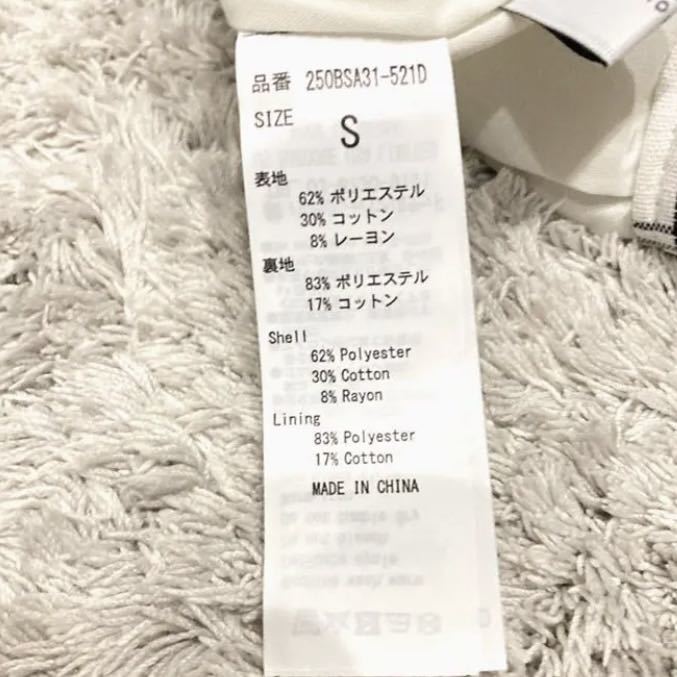 品番 250BSA31-521D
SIZE
S
表地
62% ポリエステル
30% コットン
8% レーヨン
裏地
83% ポリエステル
17% コットン
Shell
62% Polyester
30% Cotton
8% Rayon
Lining
83% Polyester
17% Cotton
MADE IN CHINA